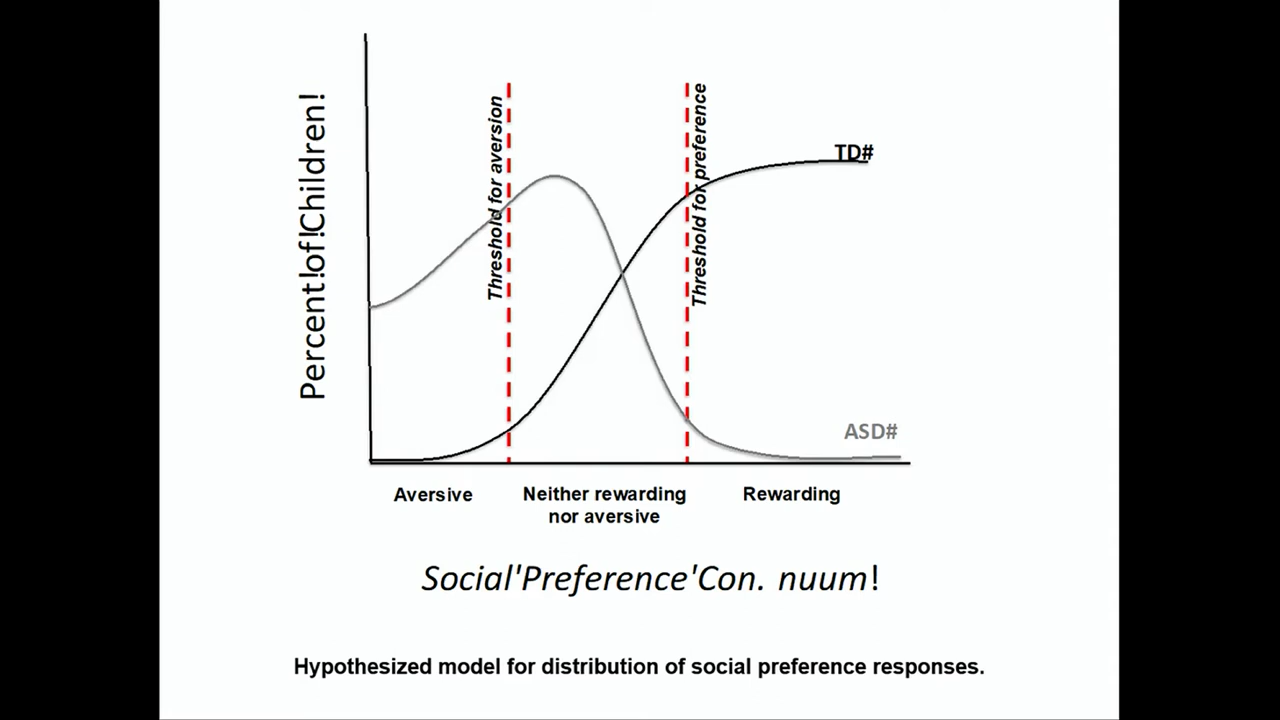 Percent!of!Children!
Threshold for aversion
Threshold for preference
TD#
ASD#
Aversive
Neither rewarding
nor aversive
Rewarding
Social'Preference'Con. nuum!
Hypothesized model for distribution of social preference responses.